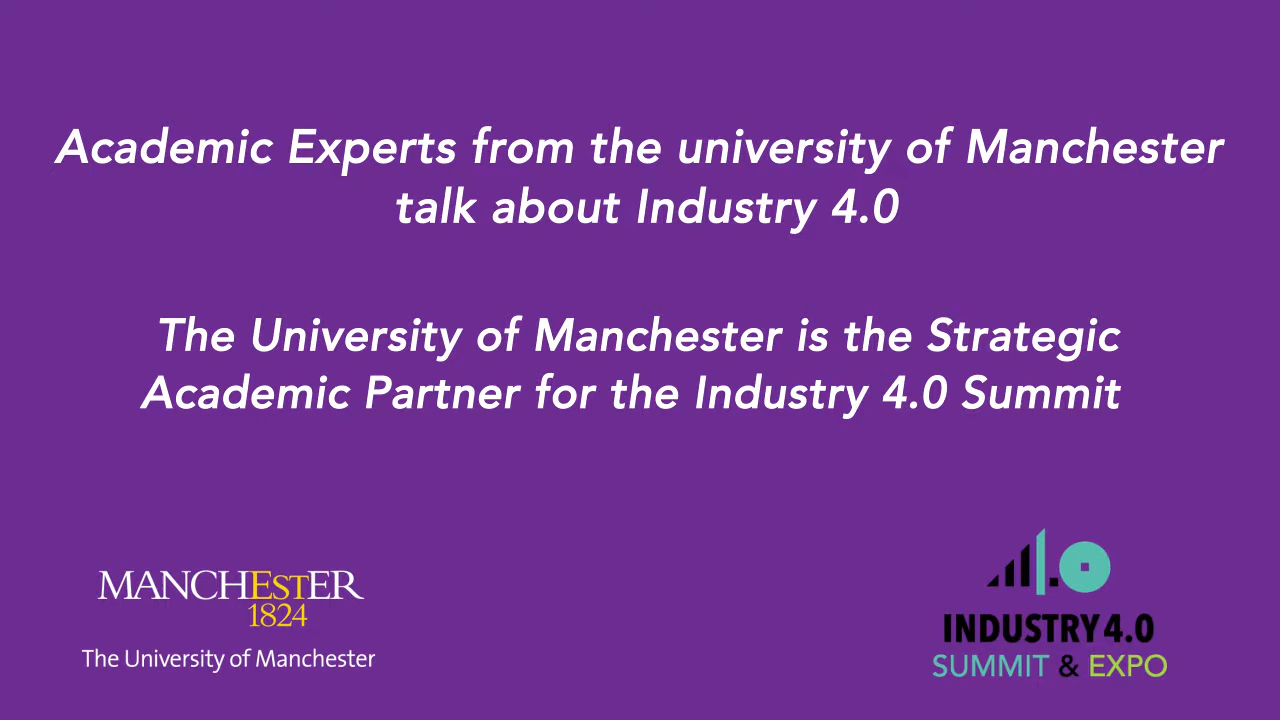 Academic Experts from the university of Manchester
talk about Industry 4.0
The University of Manchester is the Strategic
Academic Partner for the Industry 4.0 Summit
MANCHESTER
1824
The University of Manchester
4.0
INDUSTRY 4.0
SUMMIT & EXPO